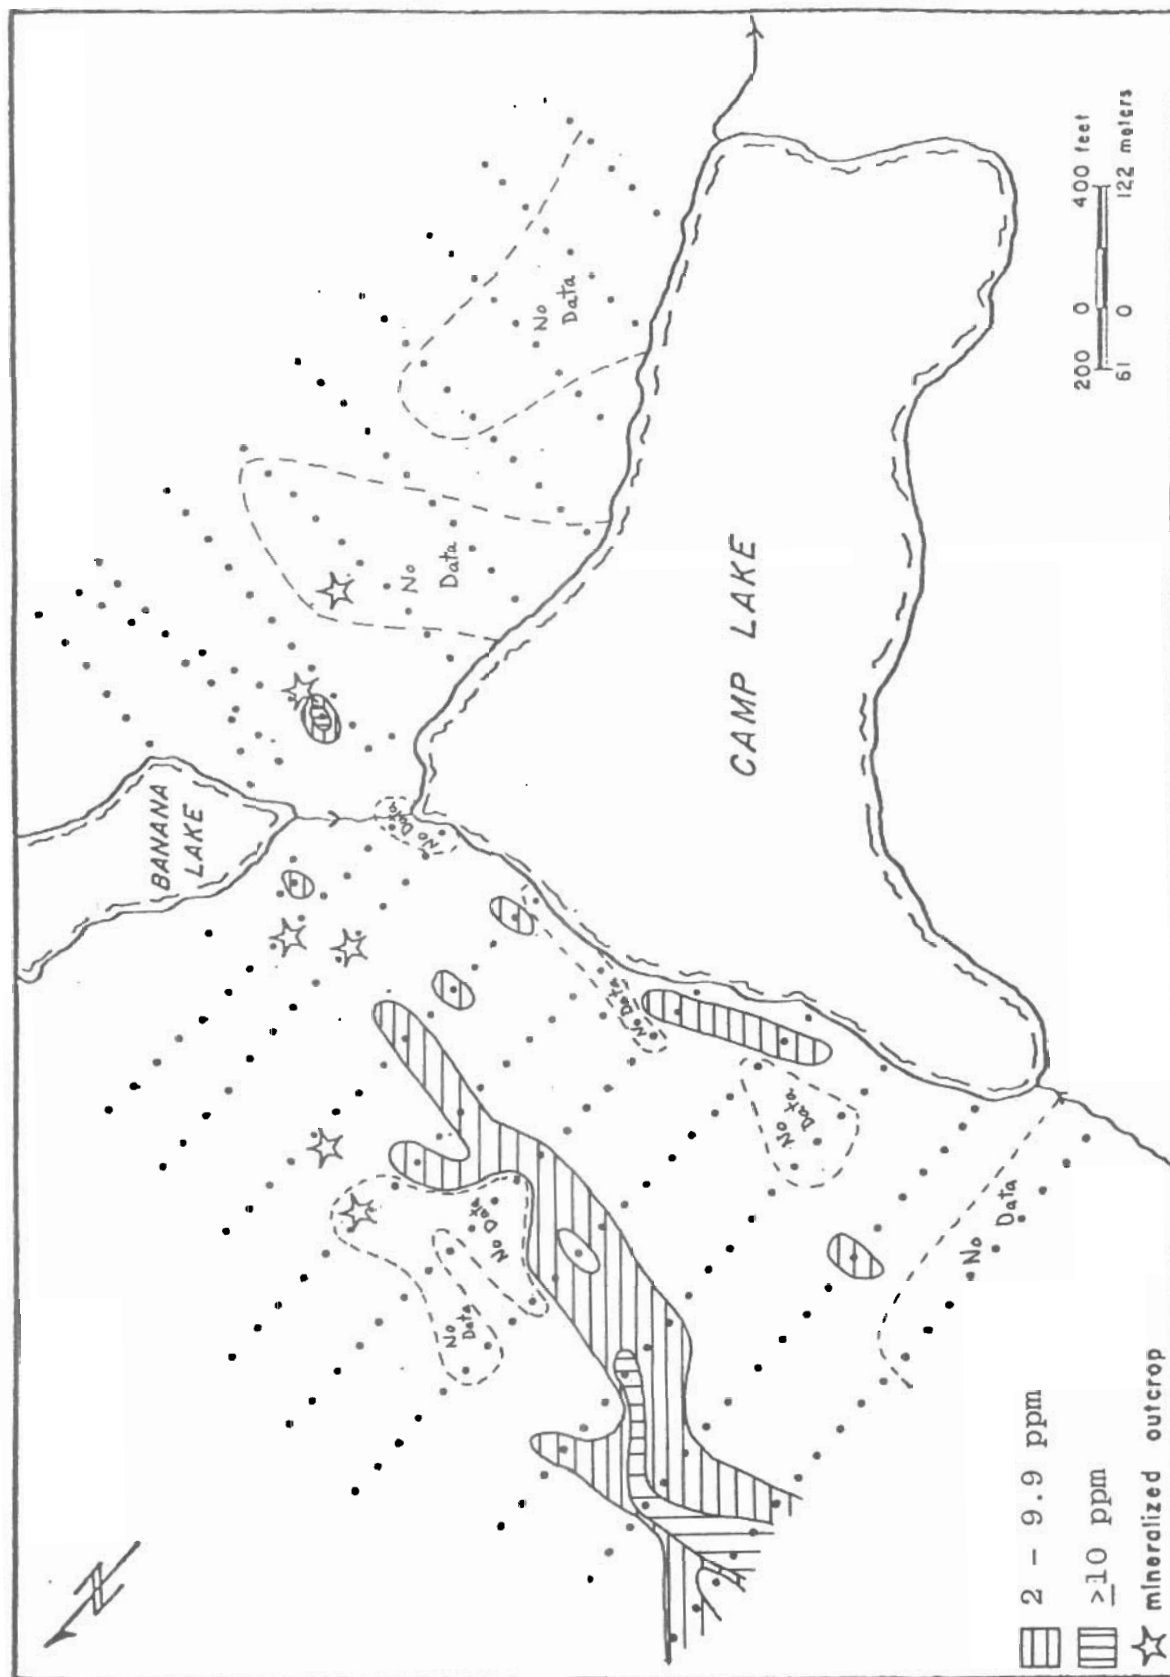 BANANA
LAKE
CAMP LAKE
No
Data
No
Data
No Data
No Data
No
Data
No Data
No
Data
No Data
200 0 400 feet
61 0 122 meters
N
2 - 9.9 ppm
≥10 ppm
mineralized outcrop